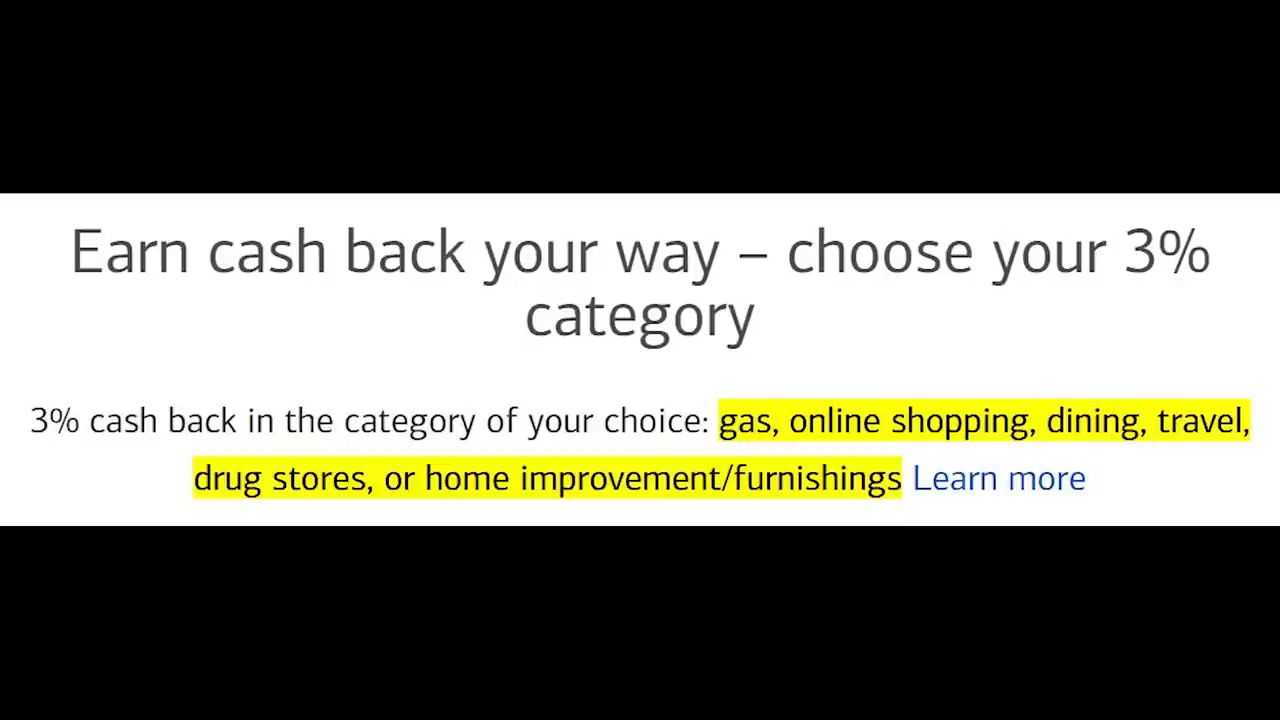 Earn cash back your way – choose your 3%
category
3% cash back in the category of your choice: gas, online shopping, dining, travel,
drug stores, or home improvement/furnishings Learn more